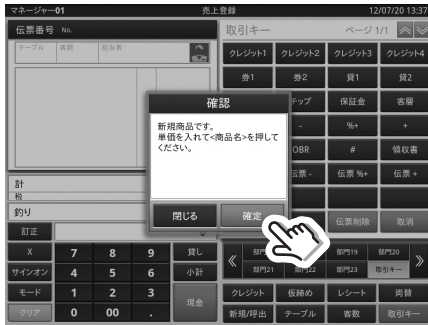 マネージャー01 売上登録 12/07/20 13:37
伝票番号 No.
テーブル 客数 担当者
計
税
釣り
訂正
X 7 8 9 貸し
サインオン 4 5 6 小計
モード 1 2 3 現金
クリア 0 00 .
取引キー ページ 1/1
クレジット1 クレジット2 クレジット3 クレジット4
券1 券2 貸1 貸2
チップ 保証金 客層
- %+ +
OBR # 領収書
伝票 - 伝票 %+ 伝票 +
伝票削除 取消
部門19 部門20
部門21 部門22 部門23 取引キー
クレジット 仮締め レシート 両替
新規/呼出 テーブル 客数 取引キー
確認
新規商品です。
単価を入れて<商品名>を押して
ください。
閉じる 確定